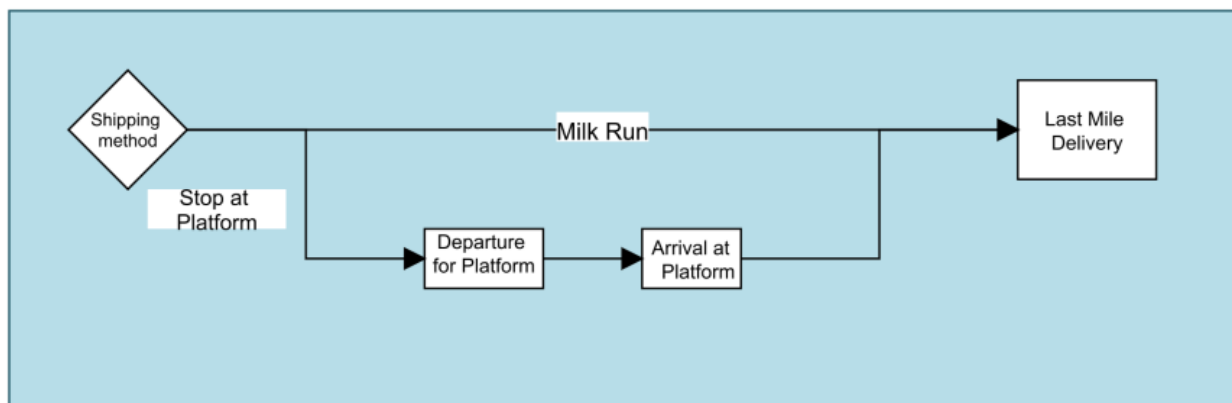 Shipping
method
Milk Run
Last Mile
Delivery
Stop at
Platform
Departure
for Platform
Arrival at
Platform